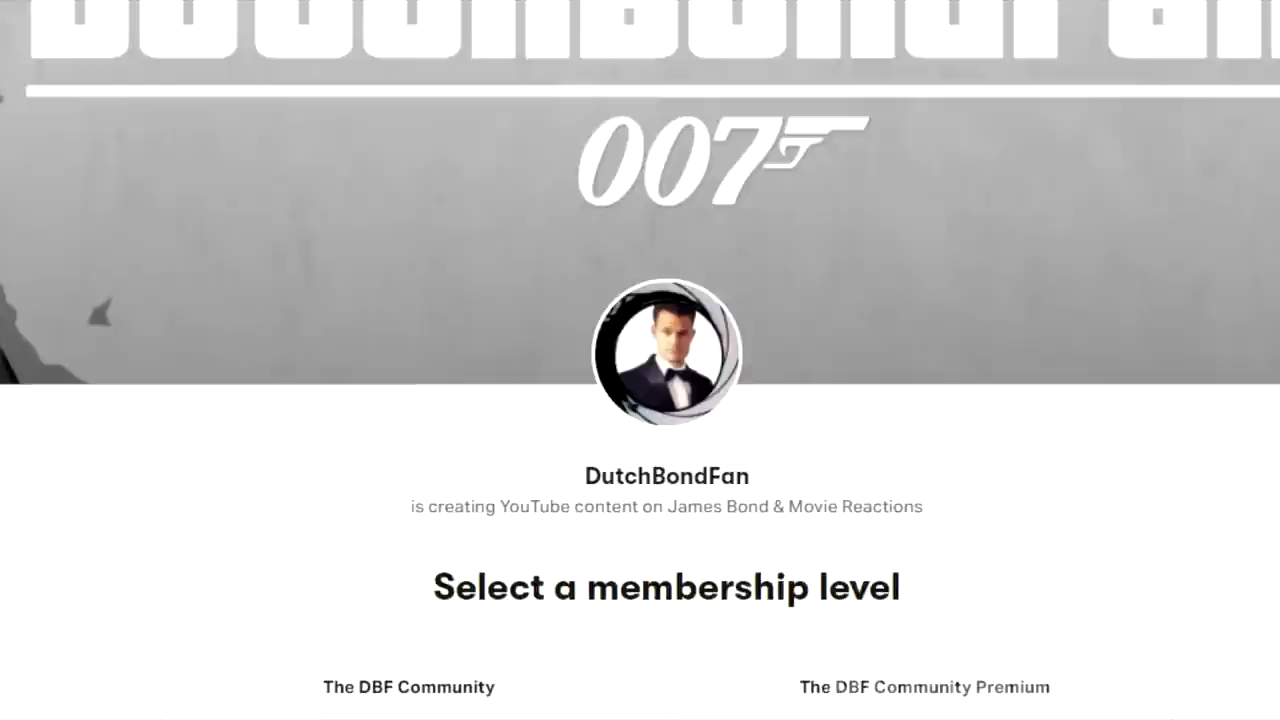 DutchBondFan
007
DutchBondFan
is creating YouTube content on James Bond & Movie Reactions
Select a membership level
The DBF Community
The DBF Community Premium